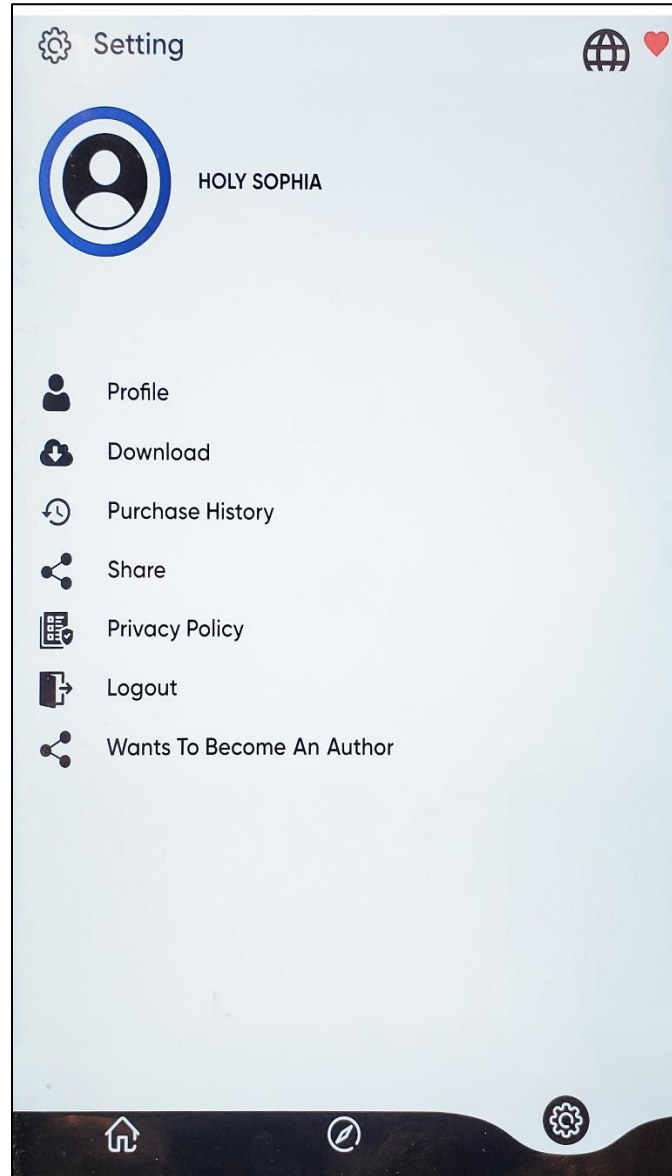 Setting
HOLY SOPHIA
Profile
Download
Purchase History
Share
Privacy Policy
Logout
Wants To Become An Author